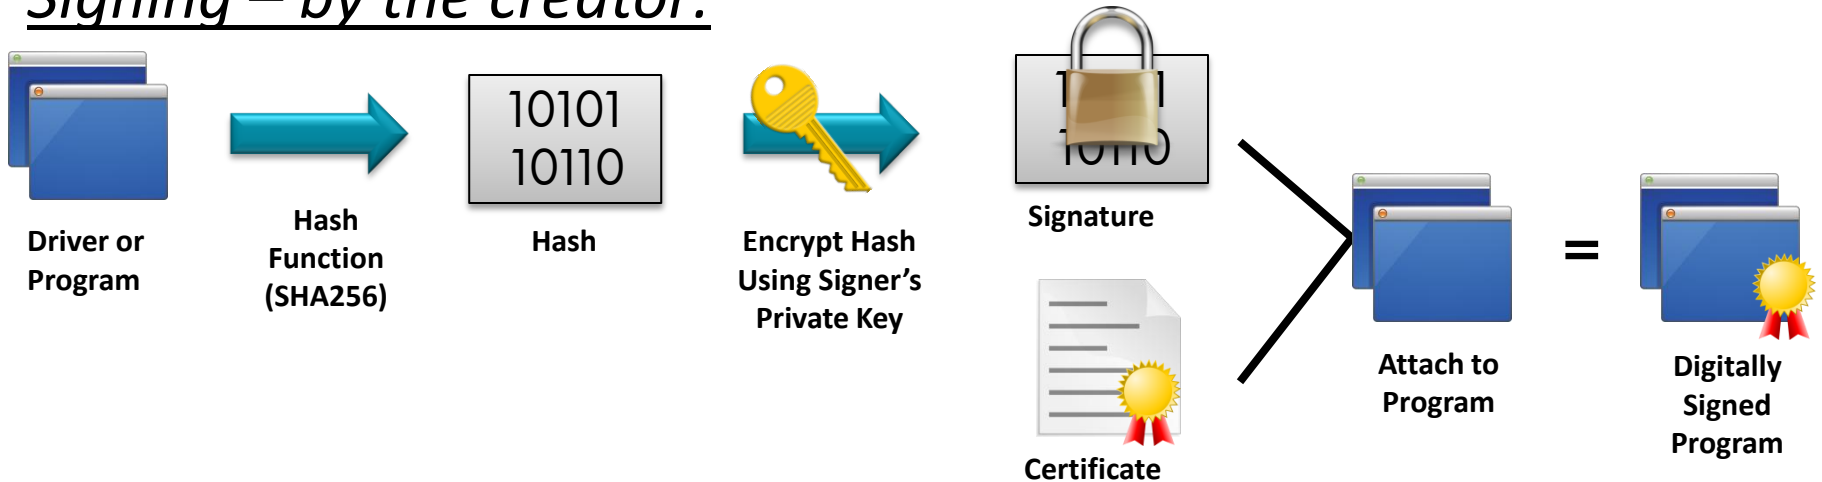 Signing – by the creator:
Driver or
Program
Hash
Function
(SHA256)
10101
10110
Hash
Encrypt Hash
Using Signer's
Private Key
10110
Signature
Certificate
Attach to
Program
=
Digitally
Signed
Program